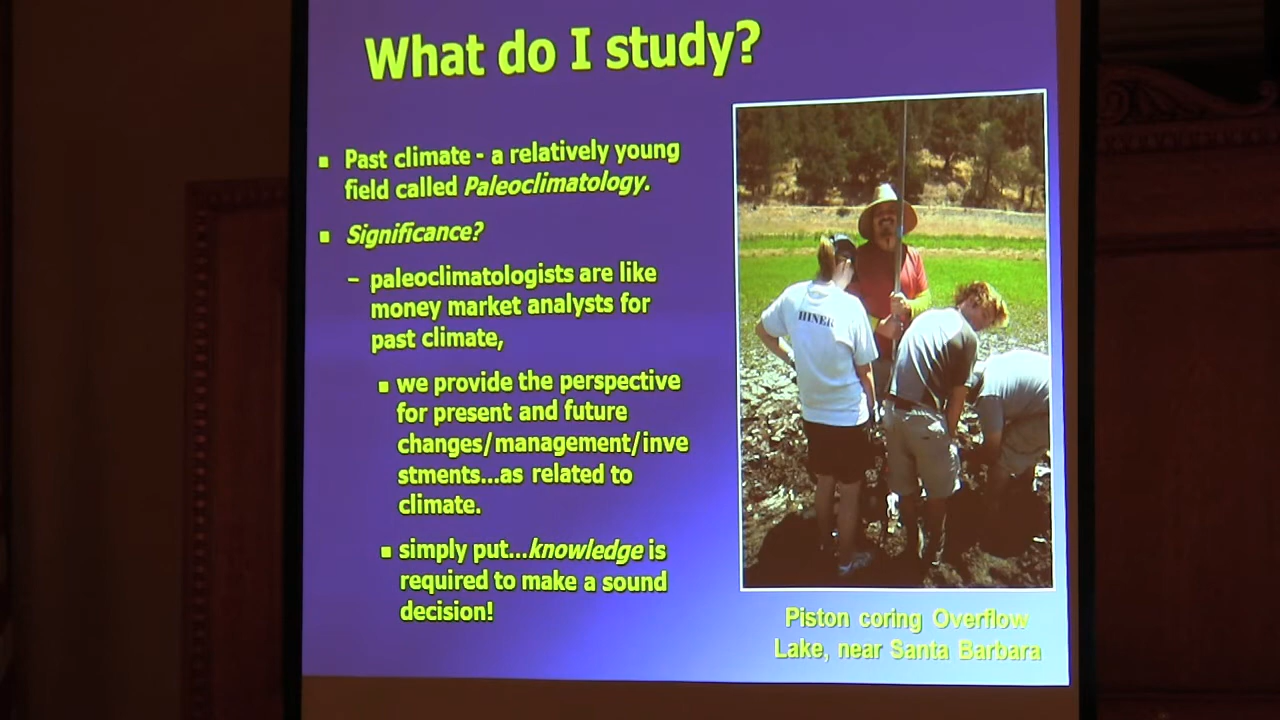 What do I study?
▪ Past climate - a relatively young
field called Paleoclimatology.
▪ Significance?
– paleoclimatologists are like
money market analysts for
past climate,
▪ we provide the perspective
for present and future
changes/management/inve
stments...as related to
climate.
▪ simply put...knowledge is
required to make a sound
decision!
HINER
Piston coring Overflow
Lake, near Santa Barbara